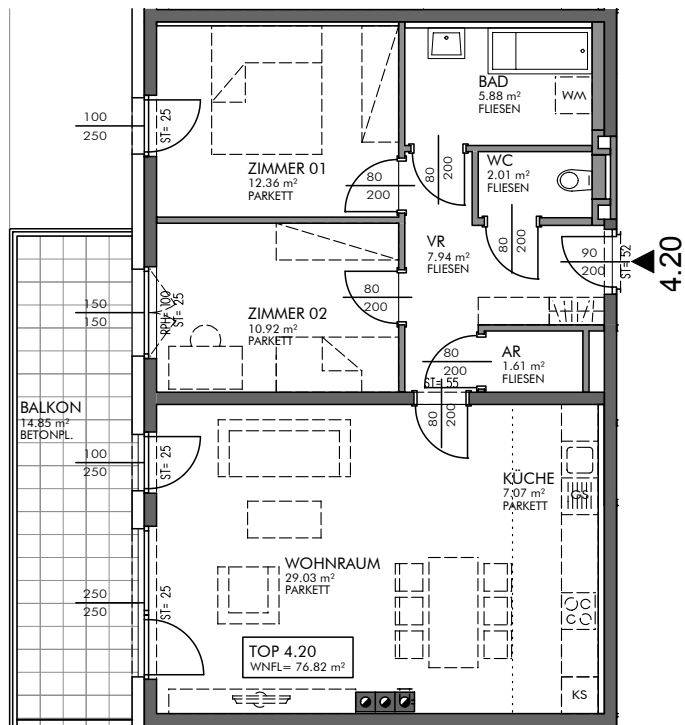 BAD
5.88 m²
FLIESEN
WM
100
250
ST= 25
ZIMMER 01
12.36 m²
PARKETT
80
200
80
200
WC
2.01 m²
FLIESEN
VR
7.94 m²
FLIESEN
80
200
90
200
ST= 52
4.20
150
150
RPH= 100
ST= 25
ZIMMER 02
10.92 m²
PARKETT
80
200
AR
1.61 m²
FLIESEN
80
200
ST= 55
80
200
BALKON
14.85 m²
BETONPL.
100
250
ST= 25
KÜCHE
7.07 m²
PARKETT
GS
WOHNRAUM
29.03 m²
PARKETT
250
250
ST= 25
TOP 4.20
WNFL= 76.82 m²
KS